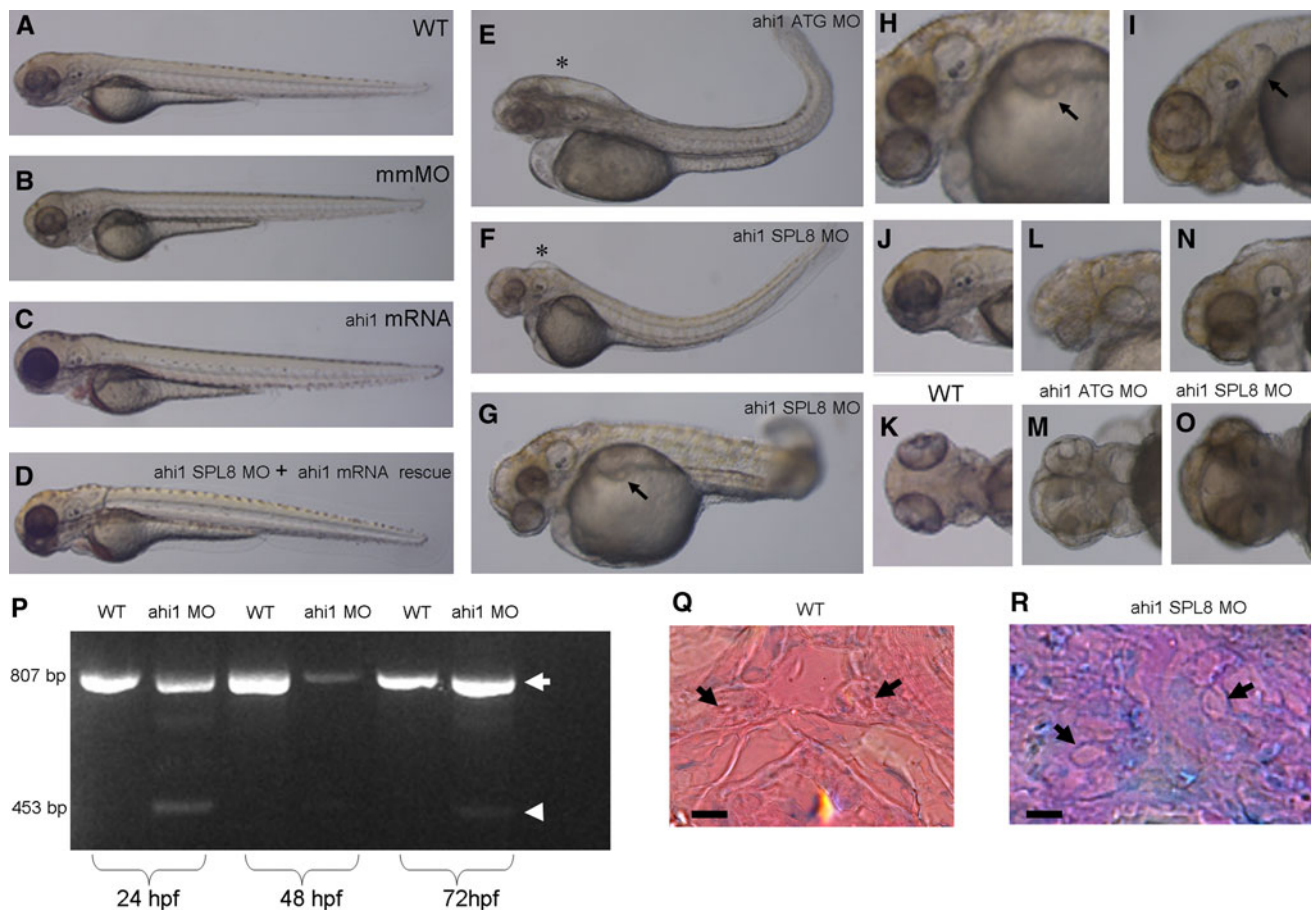 A
WT
B
mmMO
C
ahi1 mRNA
D
ahi1 SPL8 MO + ahi1 mRNA rescue
E
ahi1 ATG MO
*
F
ahi1 SPL8 MO
*
G
ahi1 SPL8 MO
H
I
J
L
N
WT
ahi1 ATG MO
ahi1 SPL8 MO
K
M
O
P
WT ahi1 MO WT ahi1 MO WT ahi1 MO
807 bp
453 bp
24 hpf 48 hpf 72hpf
Q
WT
R
ahi1 SPL8 MO